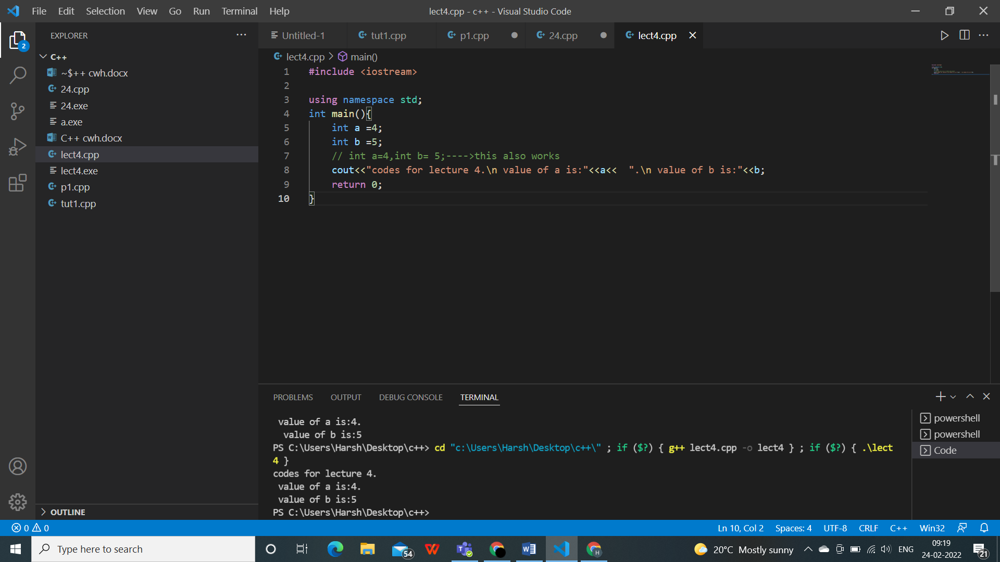 File Edit Selection View Go Run Terminal Help
lect4.cpp - c++ - Visual Studio Code
EXPLORER
Untitled-1
tut1.cpp
p1.cpp
24.cpp
lect4.cpp
2
C++
~$++ cwh.docx
24.cpp
24.exe
a.exe
C++ cwh.docx
lect4.cpp
lect4.exe
p1.cpp
tut1.cpp
OUTLINE
lect4.cpp > main()
1 #include <iostream>
2
3 using namespace std;
4 int main(){
5 int a =4;
6 int b =5;
7 // int a=4,int b= 5;---->this also works
8 cout<<"codes for lecture 4.\n value of a is:"<<a<<  ".\n value of b is:"<<b;
9 return 0;
10 }
PROBLEMS OUTPUT DEBUG CONSOLE TERMINAL
value of a is:4.
value of b is:5
PS C:\Users\Harsh\Desktop\c++> cd "c:\Users\Harsh\Desktop\c++\" ; if ($?) { g++ lect4.cpp -o lect4 } ; if ($?) { .\lect
4 }
codes for lecture 4.
value of a is:4.
value of b is:5
PS C:\Users\Harsh\Desktop\c++>
powershell
powershell
Code
0 0
Ln 10, Col 2 Spaces: 4 UTF-8 CRLF C++ Win32
Type here to search
54
20°C Mostly sunny
ENG
09:19
24-02-2022
21